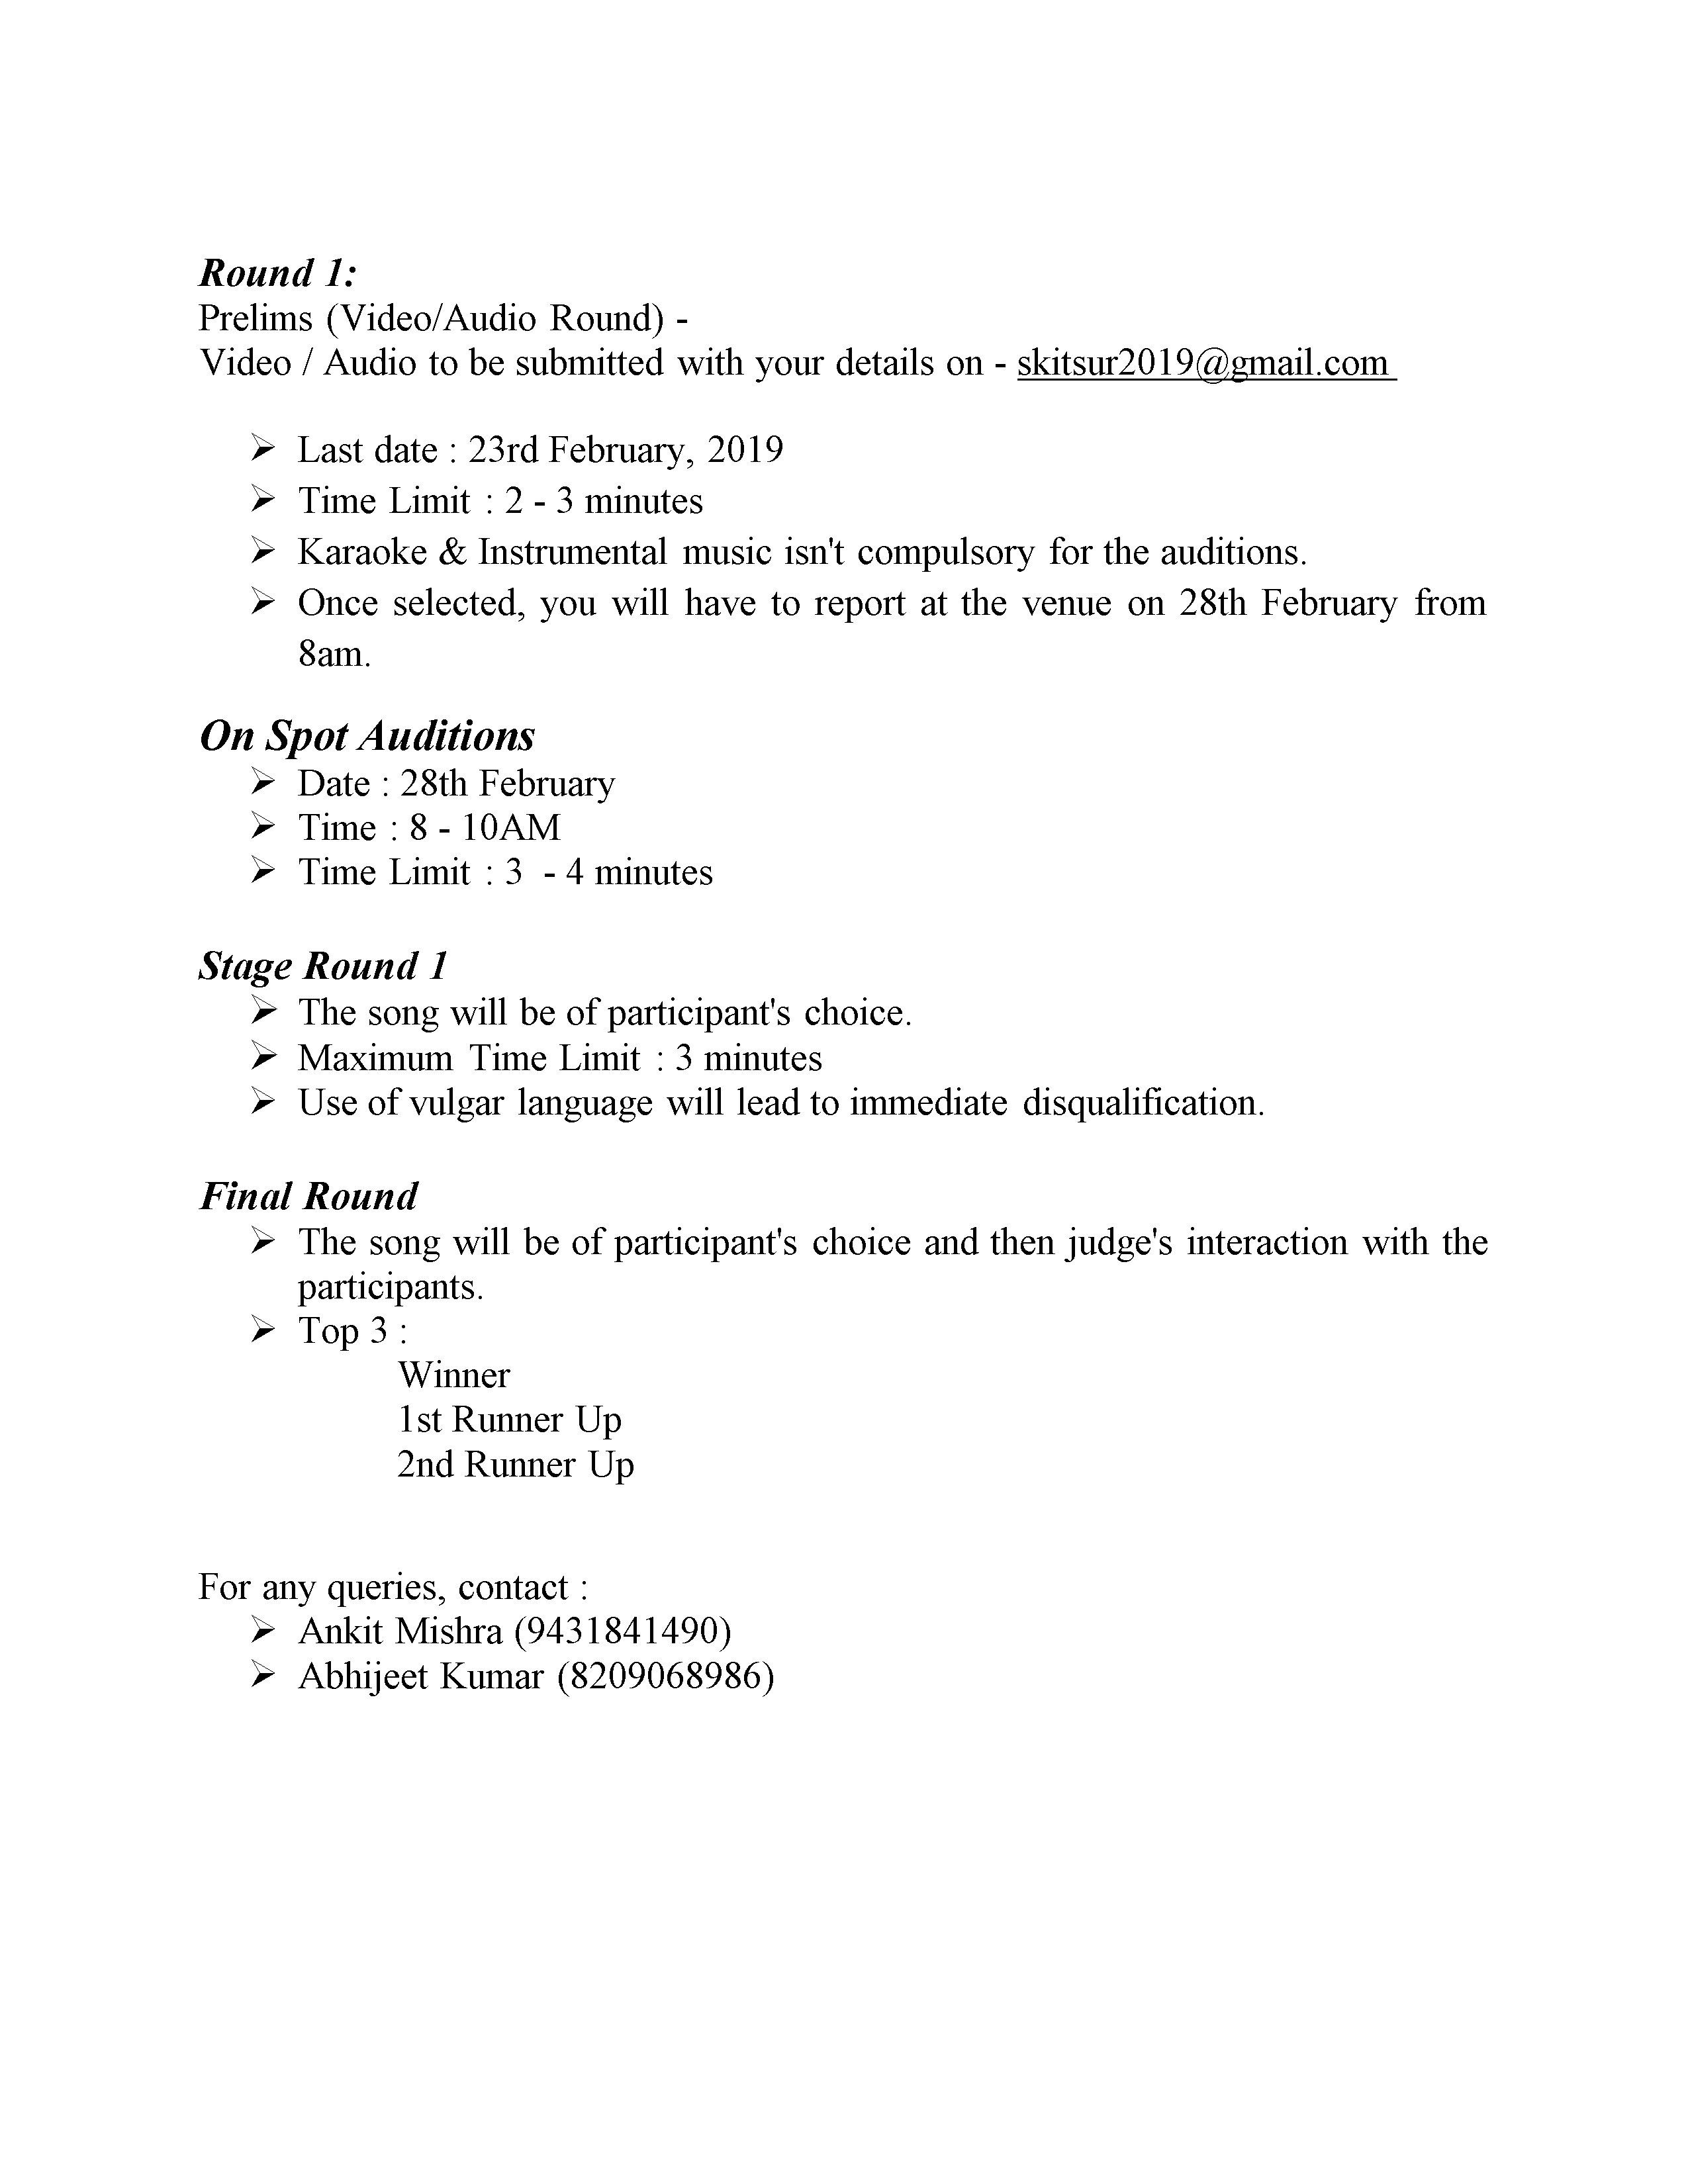 Round 1:
Prelims (Video/Audio Round) -
Video / Audio to be submitted with your details on - skitsur2019@gmail.com
➢ Last date : 23rd February, 2019
➢ Time Limit : 2 - 3 minutes
➢ Karaoke & Instrumental music isn't compulsory for the auditions.
➢ Once selected, you will have to report at the venue on 28th February from
8am.
On Spot Auditions
➢ Date : 28th February
➢ Time : 8 - 10AM
➢ Time Limit : 3 - 4 minutes
Stage Round 1
➢ The song will be of participant's choice.
➢ Maximum Time Limit : 3 minutes
➢ Use of vulgar language will lead to immediate disqualification.
Final Round
➢ The song will be of participant's choice and then judge's interaction with the
participants.
➢ Top 3 :
Winner
1st Runner Up
2nd Runner Up
For any queries, contact :
➢ Ankit Mishra (9431841490)
➢ Abhijeet Kumar (8209068986)